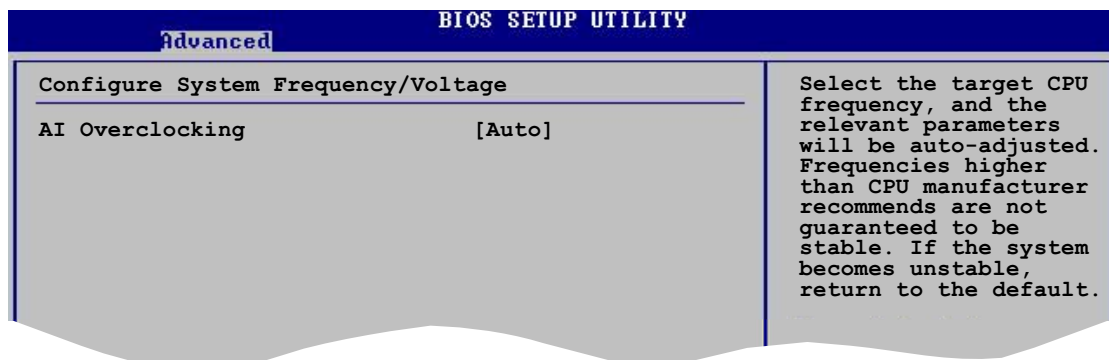 BIOS SETUP UTILITY
Advanced
Configure System Frequency/Voltage
AI Overclocking [Auto]
Select the target CPU
frequency, and the
relevant parameters
will be auto-adjusted.
Frequencies higher
than CPU manufacturer
recommends are not
guaranteed to be
stable. If the system
becomes unstable,
return to the default.